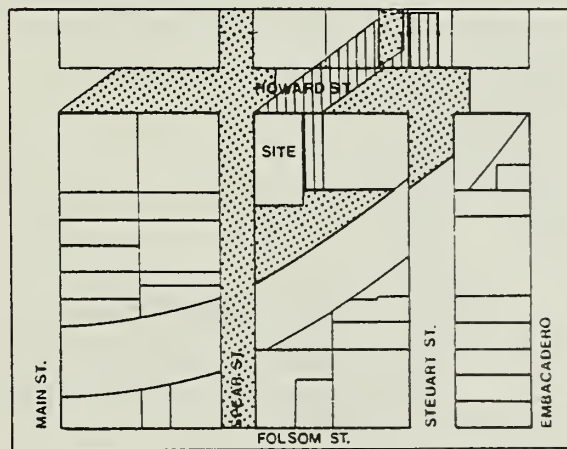 HOWARD ST.
SITE
MAIN ST.
SPEAR ST.
STEUART ST.
EMBACADERO
FOLSOM ST.